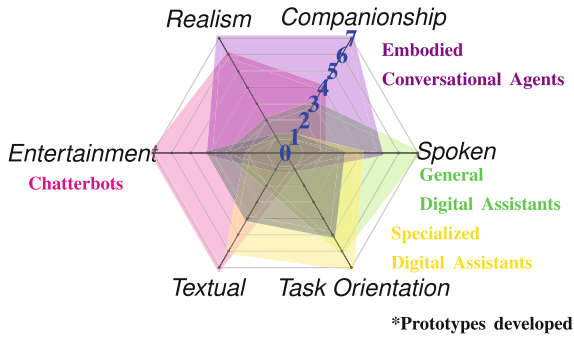 Realism
Companionship
7
6
5
4
3
2
1
0
Embodied
Conversational Agents
Entertainment
Spoken
Chatterbots
General
Digital Assistants
Specialized
Digital Assistants
Textual
Task Orientation
*Prototypes developed